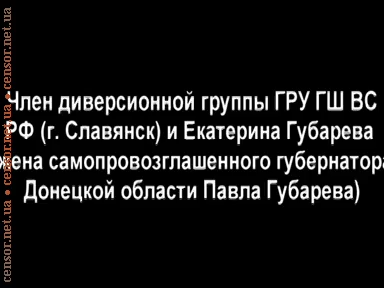 Член диверсионной группы ГРУ ГШ ВС
РФ (г. Славянск) и Екатерина Губарева
жена самопровозглашенного губернатора
Донецкой области Павла Губарева)
censor.net.ua • censor.net.ua • censor.net.ua